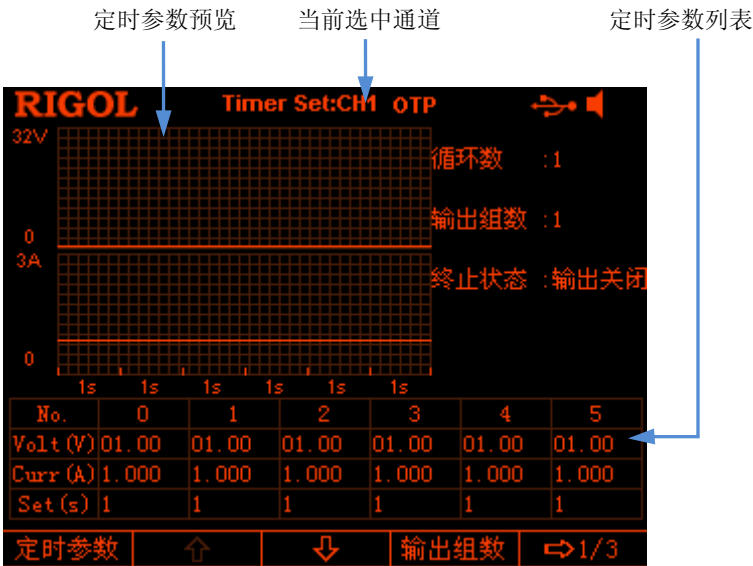 定时参数预览 当前选中通道 定时参数列表
RIGOL Timer Set:CH1 OTP
32V
循环数 :1
输出组数 :1
0
3A
终止状态 :输出关闭
0
1s 1s 1s 1s 1s 1s
No. 0 1 2 3 4 5
Volt(V) 01.00 01.00 01.00 01.00 01.00 01.00
Curr(A) 1.000 1.000 1.000 1.000 1.000 1.000
Set(s) 1 1 1 1 1 1
定时参数 输出组数 1/3